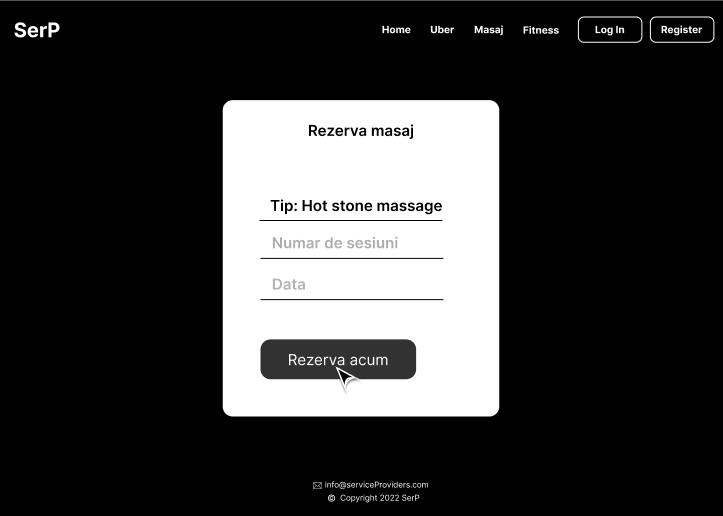 SerP
Home Uber Masaj Fitness Log In Register
Rezerva masaj
Tip: Hot stone massage
Numar de sesiuni
Data
Rezerva acum
info@serviceProviders.com
© Copyright 2022 SerP